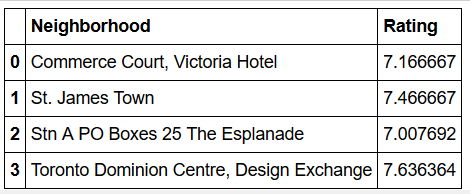 Neighborhood Rating
0 Commerce Court, Victoria Hotel 7.166667
1 St. James Town 7.466667
2 Stn A PO Boxes 25 The Esplanade 7.007692
3 Toronto Dominion Centre, Design Exchange 7.636364